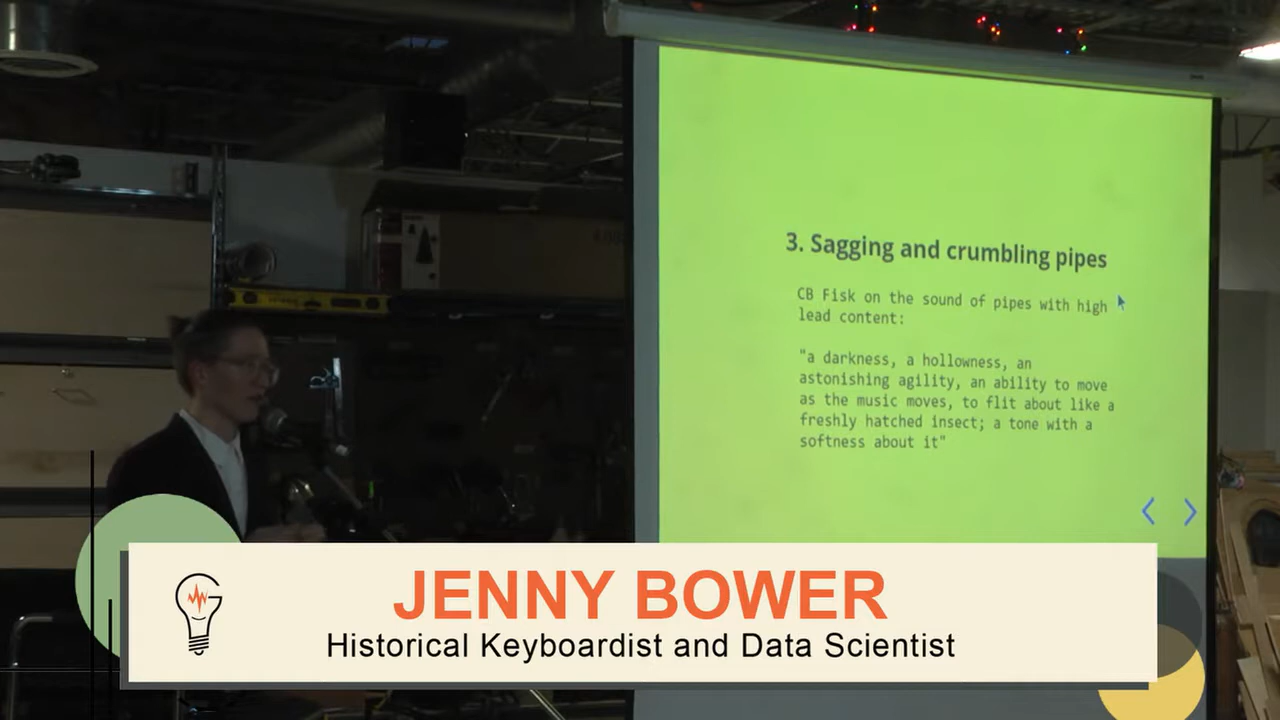 3. Sagging and crumbling pipes
CB Fisk on the sound of pipes with high
lead content:
"a darkness, a hollowness, an
astonishing agility, an ability to move
as the music moves, to flit about like a
freshly hatched insect; a tone with a
softness about it"
JENNY BOWER
Historical Keyboardist and Data Scientist